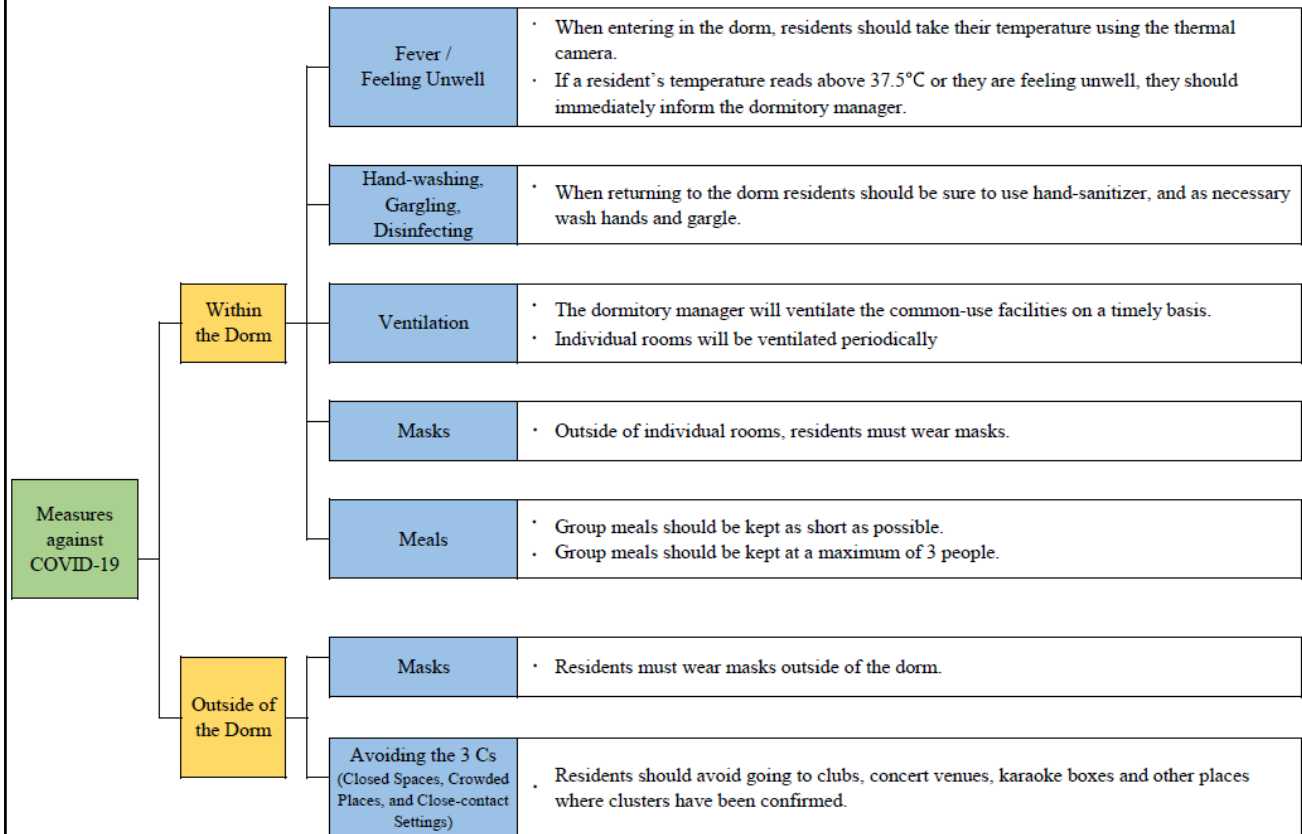 Measures
against
COVID-19
Within
the Dorm
Fever /
Feeling Unwell
・ When entering in the dorm, residents should take their temperature using the thermal
camera.
・ If a resident's temperature reads above 37.5℃ or they are feeling unwell, they should
immediately inform the dormitory manager.
Hand-washing,
Gargling,
Disinfecting
・ When returning to the dorm residents should be sure to use hand-sanitizer, and as necessary
wash hands and gargle.
Ventilation
・ The dormitory manager will ventilate the common-use facilities on a timely basis.
・ Individual rooms will be ventilated periodically
Masks
・ Outside of individual rooms, residents must wear masks.
Meals
・ Group meals should be kept as short as possible.
・ Group meals should be kept at a maximum of 3 people.
Outside of
the Dorm
Masks
・ Residents must wear masks outside of the dorm.
Avoiding the 3 Cs
(Closed Spaces, Crowded
Places, and Close-contact
Settings)
・ Residents should avoid going to clubs, concert venues, karaoke boxes and other places
where clusters have been confirmed.